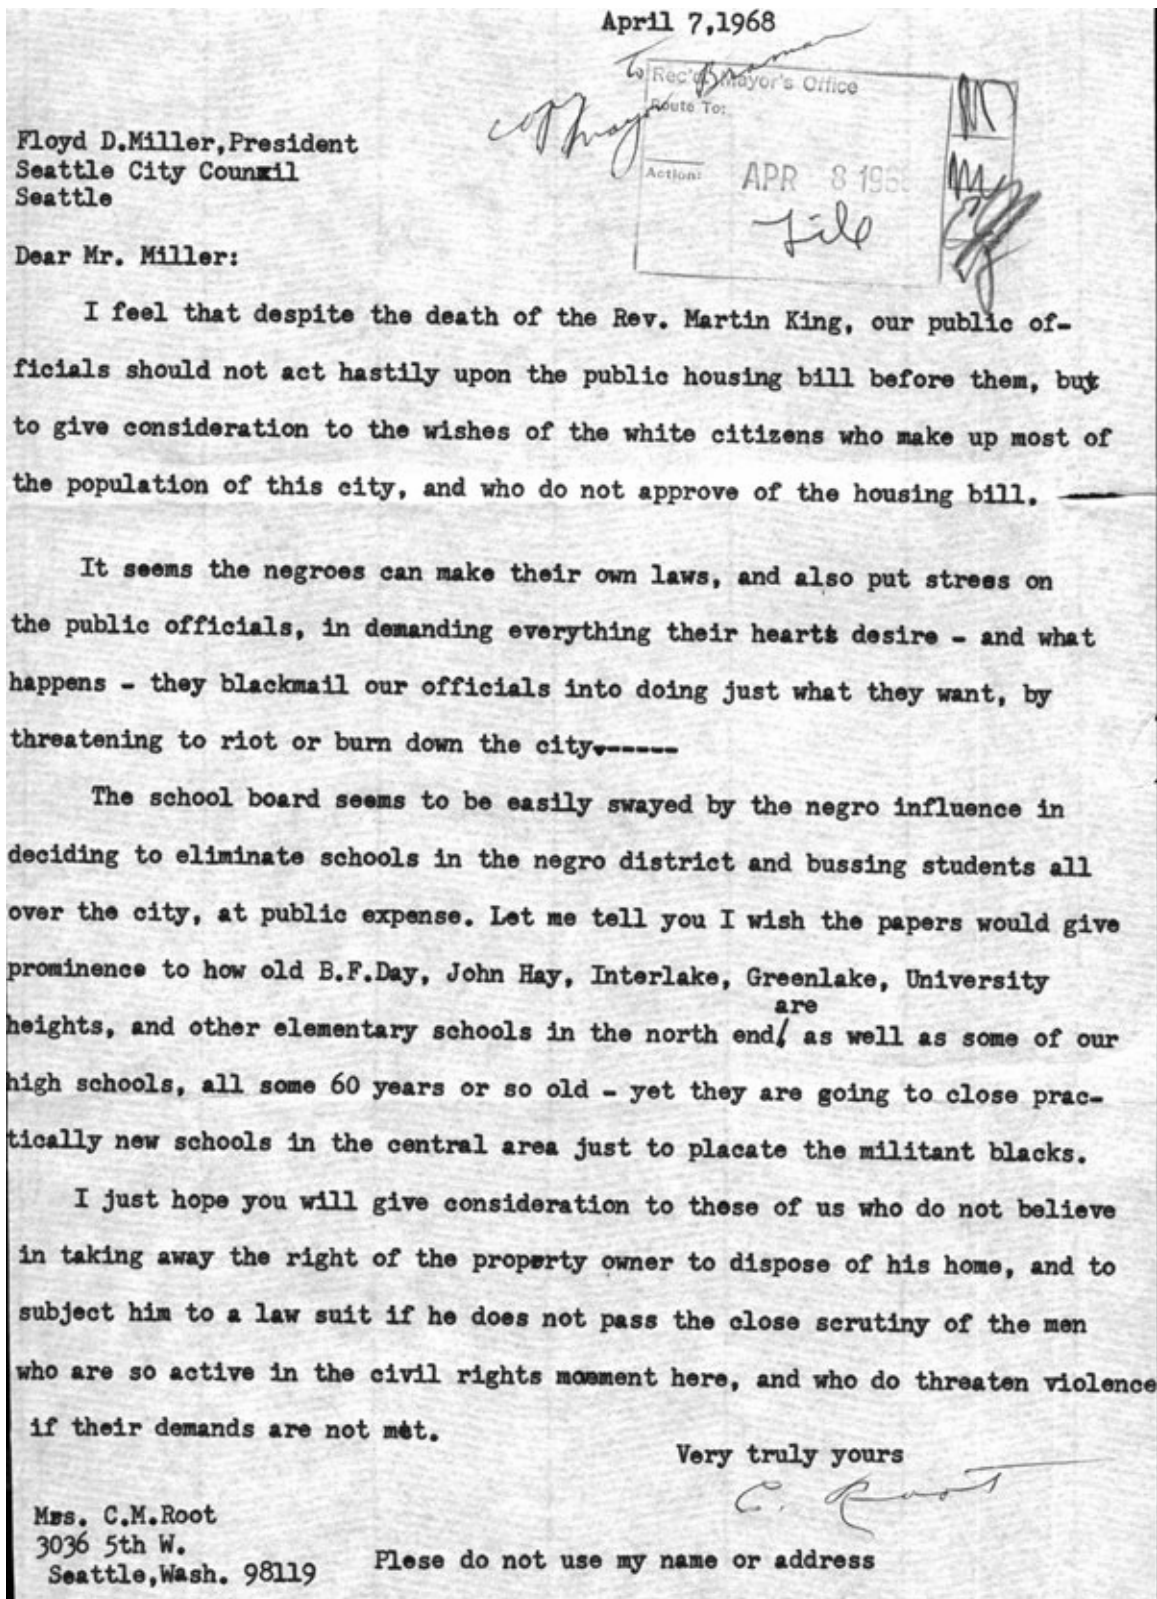 April 7,1968
To
Braman
copy Mayor
Rec'd. Mayor's Office
Route To:
Action:
APR 8 196
File
Floyd D.Miller,President
Seattle City Counxil
Seattle
Dear Mr. Miller:
I feel that despite the death of the Rev. Martin King, our public of-
ficials should not act hastily upon the public housing bill before them, but
to give consideration to the wishes of the white citizens who make up most of
the population of this city, and who do not approve of the housing bill.
It seems the negroes can make their own laws, and also put strees on
the public officials, in demanding everything their hearts desire - and what
happens - they blackmail our officials into doing just what they want, by
threatening to riot or burn down the city.-----
The school board seems to be easily swayed by the negro influence in
deciding to eliminate schools in the negro district and bussing students all
over the city, at public expense. Let me tell you I wish the papers would give
prominence to how old B.F.Day, John Hay, Interlake, Greenlake, University
are
heights, and other elementary schools in the north end/ as well as some of our
high schools, all some 60 years or so old - yet they are going to close prac-
tically new schools in the central area just to placate the militant blacks.
I just hope you will give consideration to those of us who do not believe
in taking away the right of the property owner to dispose of his home, and to
subject him to a law suit if he does not pass the close scrutiny of the men
who are so active in the civil rights moement here, and who do threaten violence
if their demands are not met.
Very truly yours
C. Root
Mrs. C.M.Root
3036 5th W.
Seattle,Wash. 98119
Plese do not use my name or address